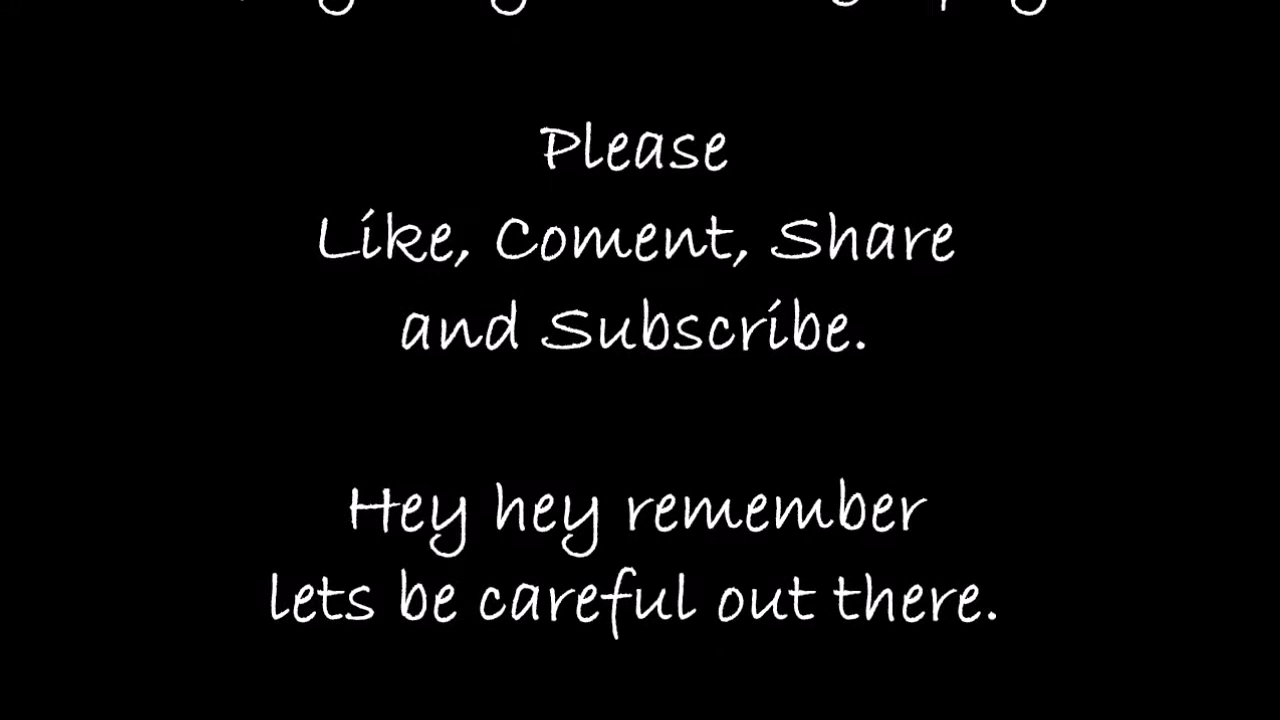 Please
Like, Coment, Share
and Subscribe.
Hey hey remember
lets be careful out there.